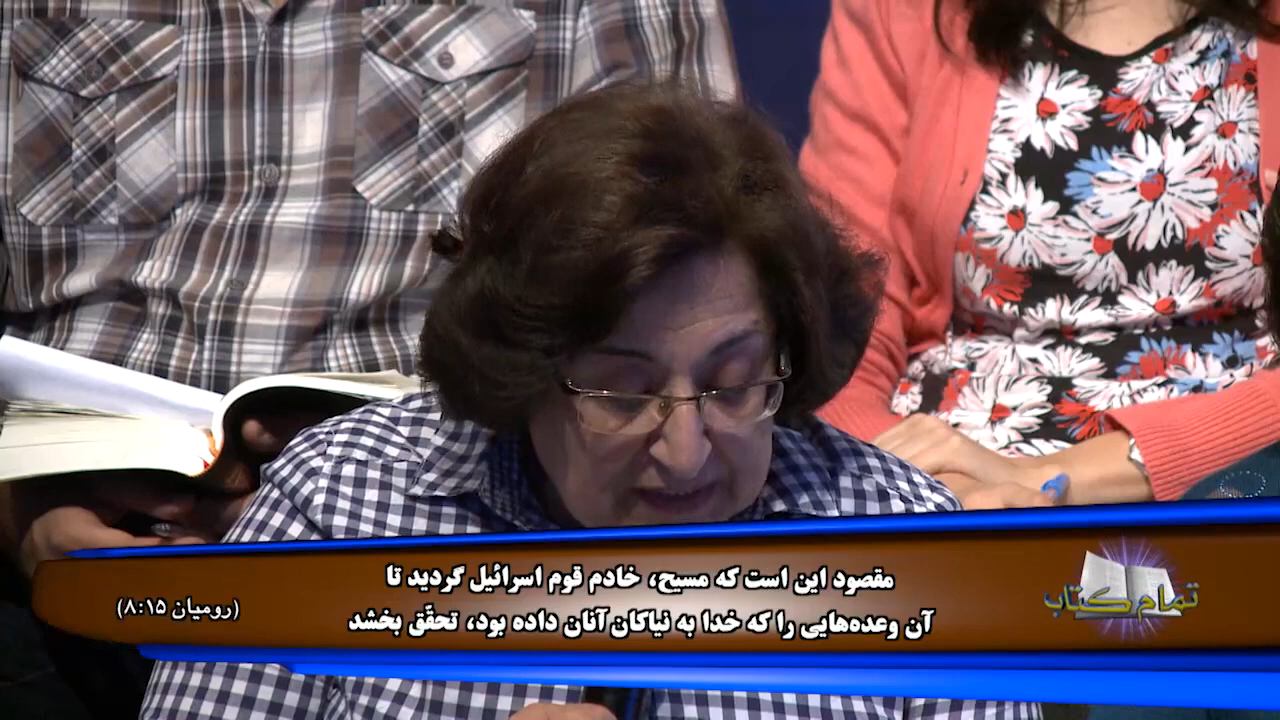 مقصود این است که مسیح، خادم قوم اسرائیل گردید تا
آن وعده‌هایی را که خدا به نیاکان آنان داده بود، تحقَّق بخشد
(رومیان ۸:۱۵)
تمام کتاب